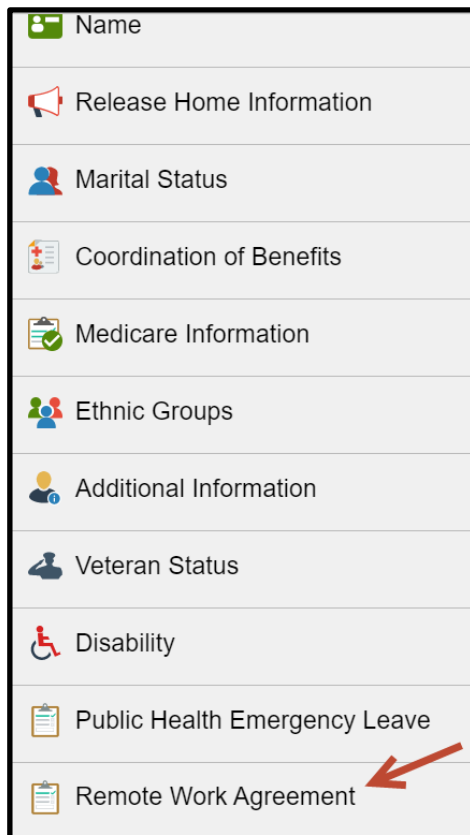 Name
Release Home Information
Marital Status
Coordination of Benefits
Medicare Information
Ethnic Groups
Additional Information
Veteran Status
Disability
Public Health Emergency Leave
Remote Work Agreement